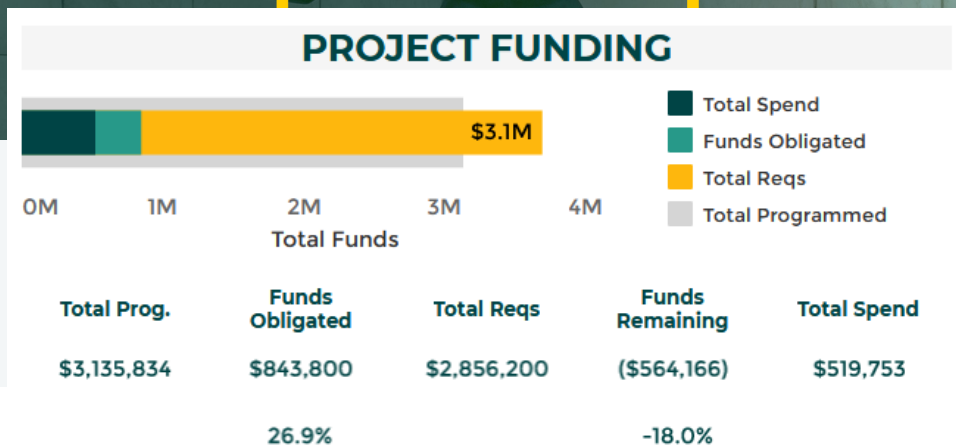 PROJECT FUNDING
$3.1M
Total Spend
Funds Obligated
Total Reqs
Total Programmed
0M 1M 2M 3M 4M
Total Funds
Total Prog. Funds Obligated Total Reqs Funds Remaining Total Spend
$3,135,834 $843,800 $2,856,200 ($564,166) $519,753
26.9% -18.0%